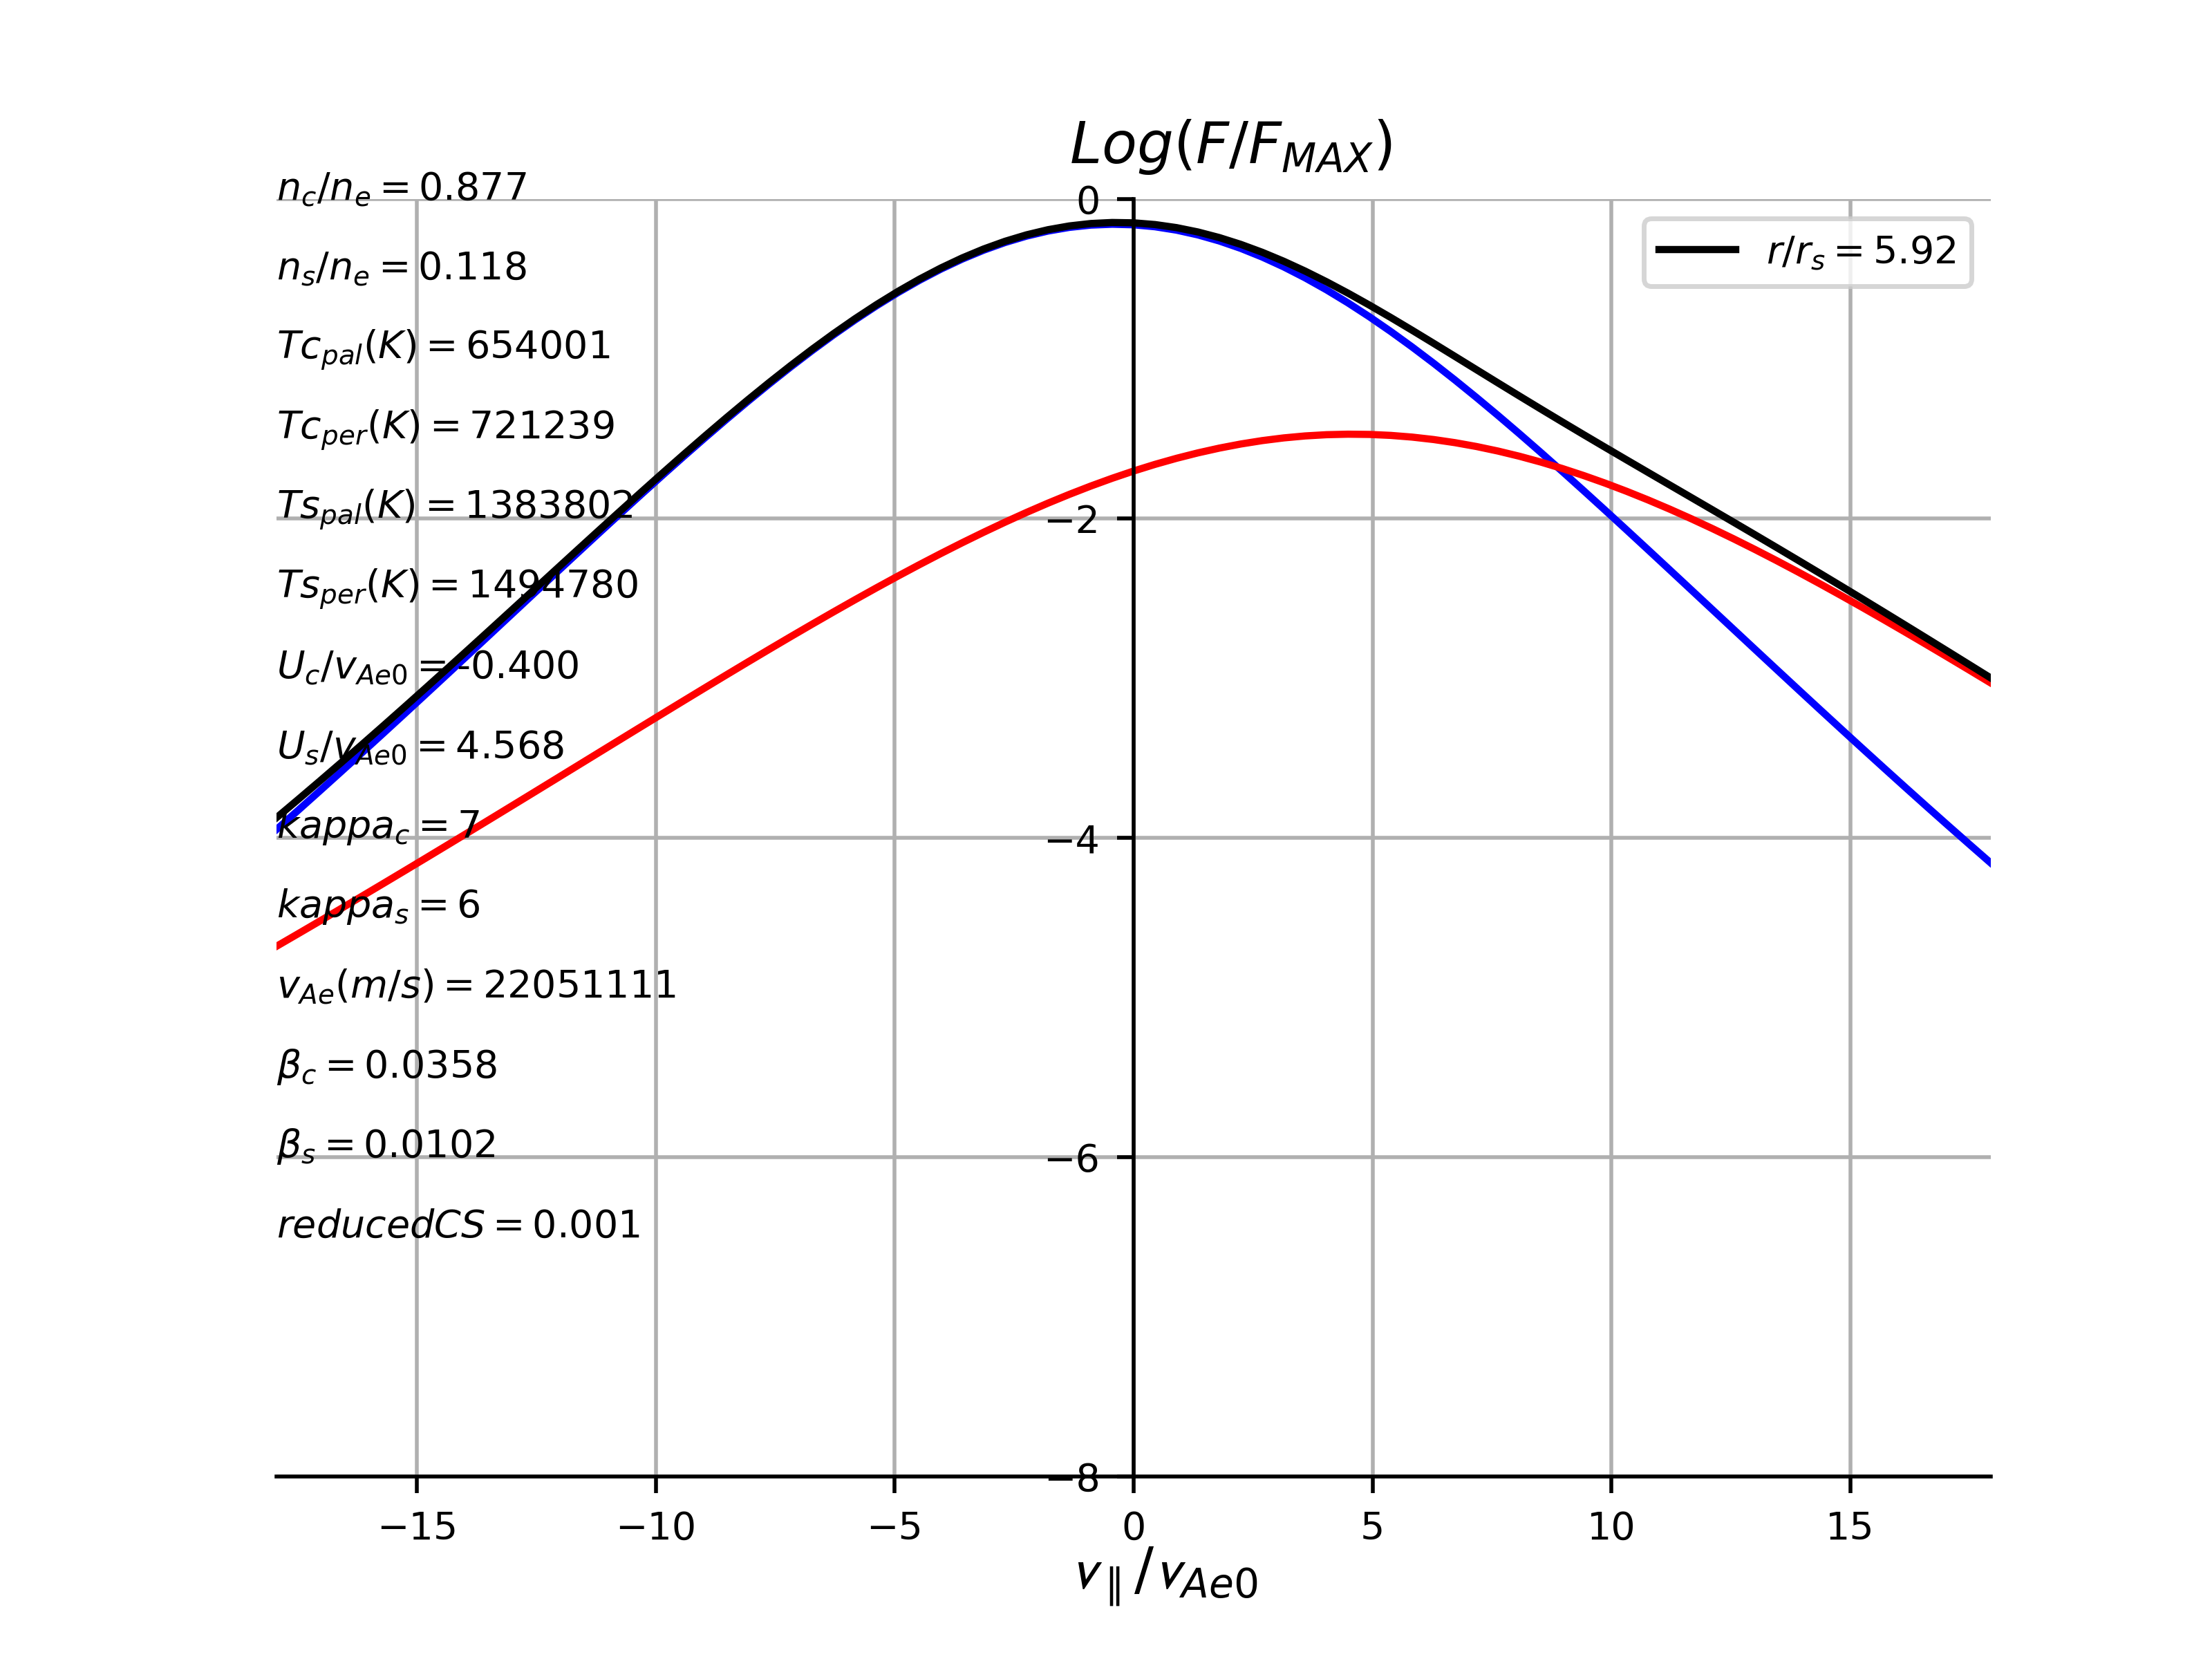 Log(F/F_MAX)
n_c/n_e = 0.877
n_s/n_e = 0.118
Tc_pal(K) = 654001
Tc_per(K) = 721239
Ts_pal(K) = 1383802
Ts_per(K) = 1494780
U_c/v_Ae0 = -0.400
U_s/v_Ae0 = 4.568
kappa_c = 7
kappa_s = 6
v_Ae(m/s) = 22051111
β_c = 0.0358
β_s = 0.0102
reducedCS = 0.001
r/r_s = 5.92
0
−2
−4
−6
−8
−15 −10 −5 0 5 10 15
v_∥/v_Ae0